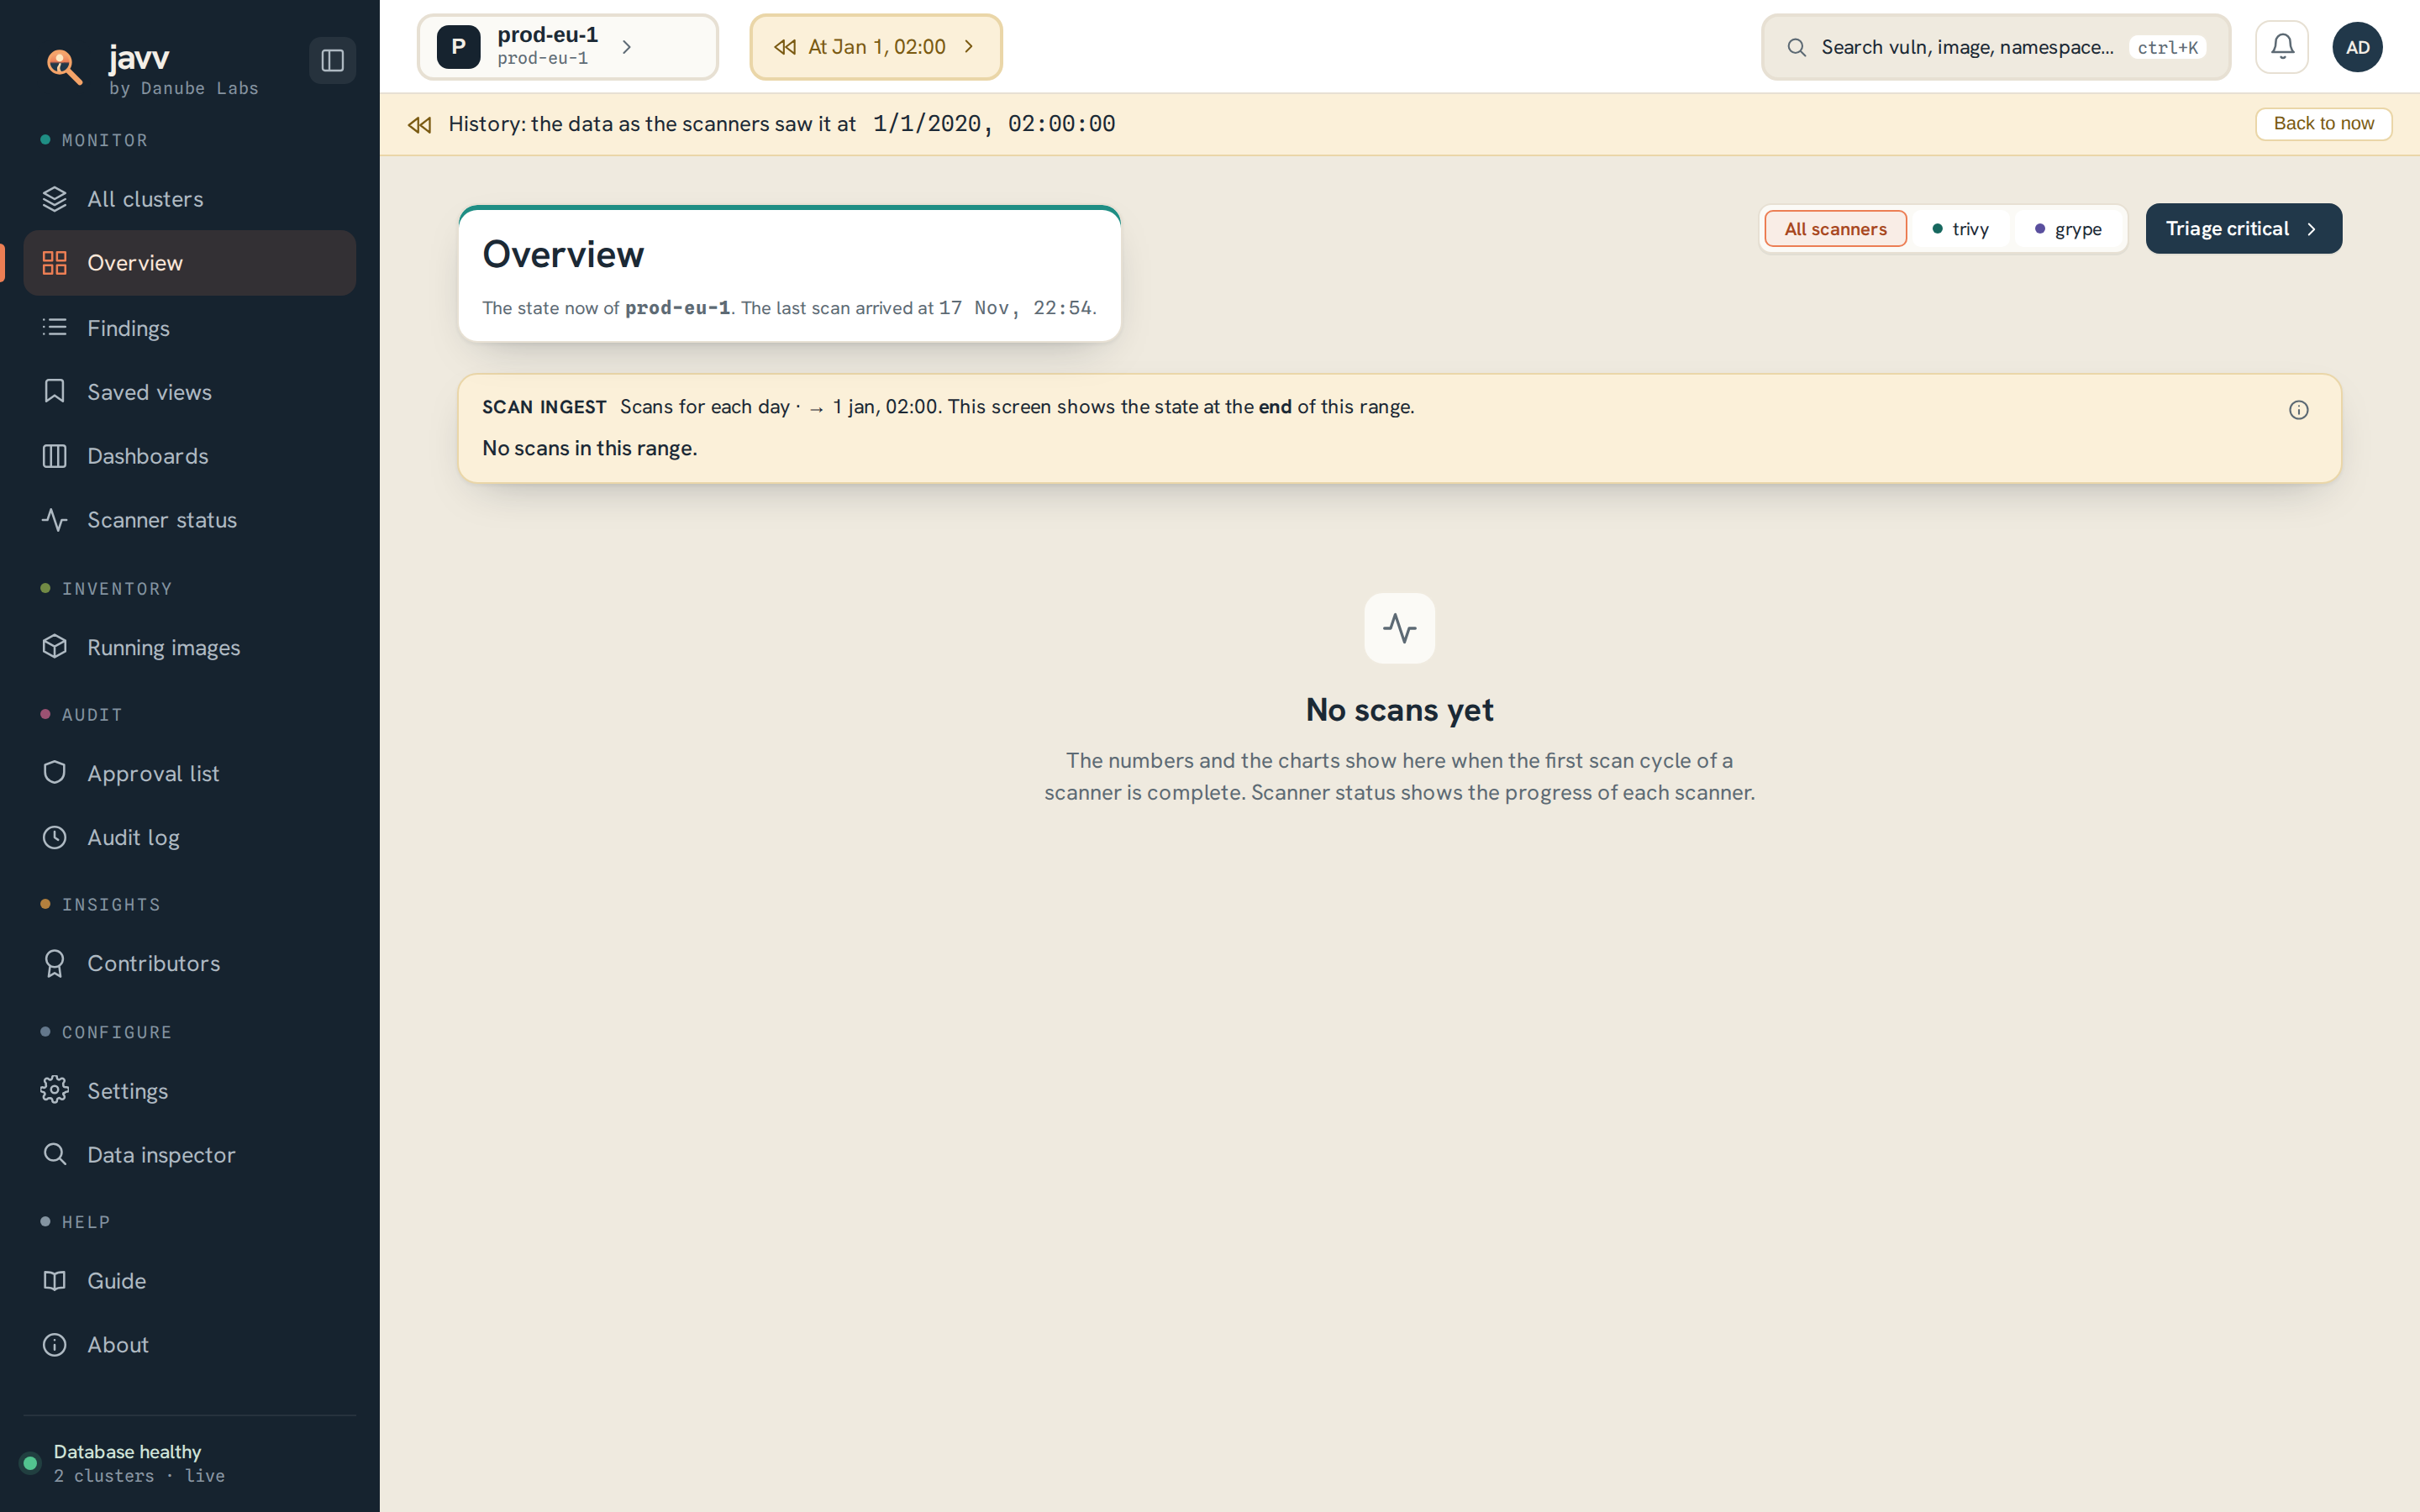 javv
by Danube Labs
MONITOR
All clusters
Overview
Findings
Saved views
Dashboards
Scanner status
INVENTORY
Running images
AUDIT
Approval list
Audit log
INSIGHTS
Contributors
CONFIGURE
Settings
Data inspector
HELP
Guide
About
Database healthy
2 clusters · live
P
prod-eu-1
prod-eu-1
At Jan 1, 02:00
Search vuln, image, namespace...
ctrl+K
AD
History: the data as the scanners saw it at 1/1/2020, 02:00:00
Back to now
Overview
The state now of prod-eu-1. The last scan arrived at 17 Nov, 22:54.
All scanners
trivy
grype
Triage critical
SCAN INGEST Scans for each day · → 1 jan, 02:00. This screen shows the state at the end of this range.
No scans in this range.
No scans yet
The numbers and the charts show here when the first scan cycle of a
scanner is complete. Scanner status shows the progress of each scanner.